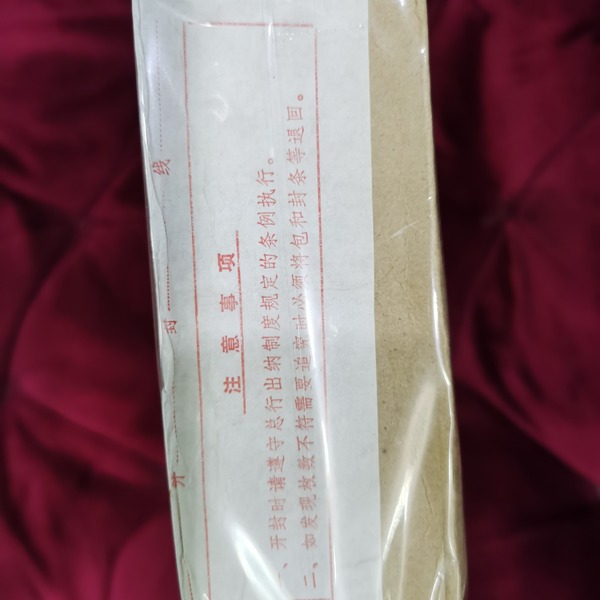 开封线
注意事项
一、开封时请遵守总行出纳制度规定的条例执行。
二、如发现枚数不符需要追究时必须将包和封条等退回。